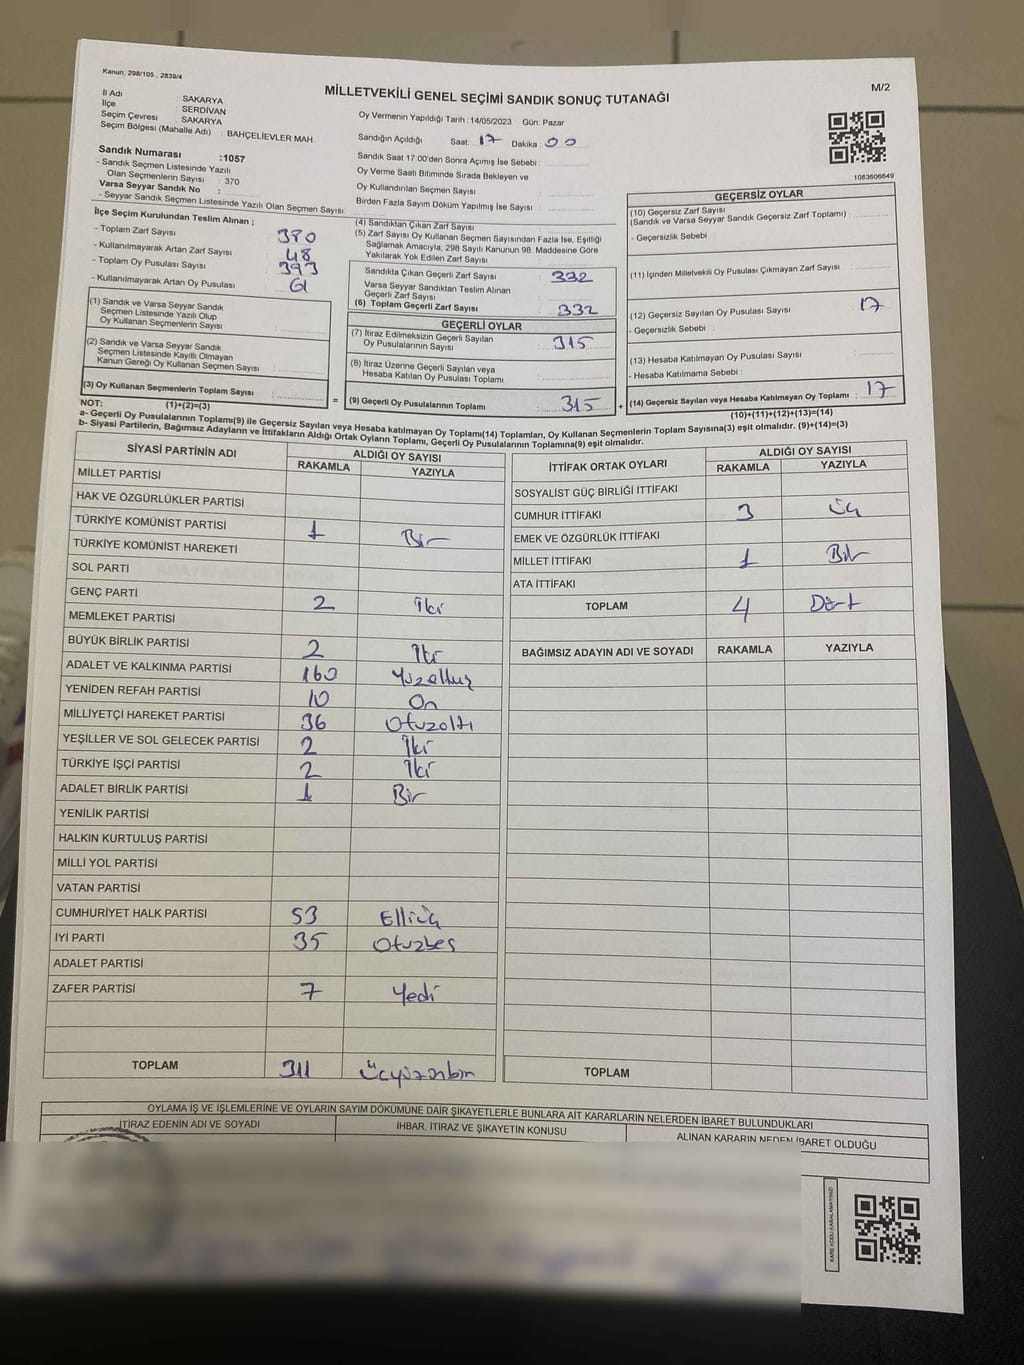 Kanun, 298/105 , 2839/4
M/2
MİLLETVEKİLİ GENEL SEÇİMİ SANDIK SONUÇ TUTANAĞI
İl Adı : SAKARYA
İlçe : SERDİVAN
Seçim Çevresi : SAKARYA
Seçim Bölgesi (Mahalle Adı) : BAHÇELİEVLER MAH.
Sandık Numarası :1057
- Sandık Seçmen Listesinde Yazılı
Olan Seçmenlerin Sayısı : 370
Varsa Seyyar Sandık No :
- Seyyar Sandık Seçmen Listesinde Yazılı Olan Seçmen Sayısı:
Oy Vermenin Yapıldığı Tarih :14/05/2023 Gün: Pazar
Sandığın Açıldığı Saat: 17 Dakika: 00
Sandık Saat 17.00'den Sonra Açımış İse Sebebi :
Oy Verme Saati Bitiminde Sırada Bekleyen ve
Oy Kullandırılan Seçmen Sayısı :
Birden Fazla Sayım Döküm Yapılmış İse Sayısı :
1083606649
İlçe Seçim Kurulundan Teslim Alınan ;
- Toplam Zarf Sayısı : 380
- Kullanılmayarak Artan Zarf Sayısı : 48
- Toplam Oy Pusulası Sayısı : 393
- Kullanılmayarak Artan Oy Pusulası : 61
(1) Sandık ve Varsa Seyyar Sandık
Seçmen Listesinde Yazılı Olup
Oy Kullanan Seçmenlerin Sayısı :
(2) Sandık ve Varsa Seyyar Sandık
Seçmen Listesinde Kayıtlı Olmayan
Kanun Gereği Oy Kullanan Seçmen Sayısı :
(3) Oy Kullanan Seçmenlerin Toplam Sayısı :
(1)+(2)=(3)
(4) Sandıktan Çıkan Zarf Sayısı :
(5) Zarf Sayısı Oy Kullanan Seçmen Sayısından Fazla İse, Eşitliği
Sağlamak Amacıyla, 298 Sayılı Kanunun 98. Maddesine Göre
Yakılarak Yok Edilen Zarf Sayısı :
Sandıkta Çıkan Geçerli Zarf Sayısı : 332
Varsa Seyyar Sandıktan Teslim Alınan
Geçerli Zarf Sayısı :
(6) Toplam Geçerli Zarf Sayısı : 332
GEÇERLİ OYLAR
(7) İtiraz Edilmeksizin Geçerli Sayılan
Oy Pusulalarının Sayısı : 315
(8) İtiraz Üzerine Geçerli Sayılan veya
Hesaba Katılan Oy Pusulası Toplamı :
= (9) Geçerli Oy Pusulalarının Toplamı : 315 +
GEÇERSİZ OYLAR
(10) Geçersiz Zarf Sayısı
(Sandık ve Varsa Seyyar Sandık Geçersiz Zarf Toplamı) :
- Geçersizlik Sebebi :
(11) İçinden Milletvekili Oy Pusulası Çıkmayan Zarf Sayısı :
(12) Geçersiz Sayılan Oy Pusulası Sayısı : 17
- Geçersizlik Sebebi :
(13) Hesaba Katılmayan Oy Pusulası Sayısı :
- Hesaba Katılmama Sebebi :
(14) Geçersiz Sayılan veya Hesaba Katılmayan Oy Toplamı : 17
(10)+(11)+(12)+(13)=(14)
NOT:
a- Geçerli Oy Pusulalarının Toplamı(9) ile Geçersiz Sayılan veya Hesaba katılmayan Oy Toplamı(14) Toplamları, Oy Kullanan Seçmenlerin Toplam Sayısına(3) eşit olmalıdır. (9)+(14)=(3)
b- Siyasi Partilerin, Bağımsız Adayların ve İttifakların Aldığı Ortak Oyların Toplamı, Geçerli Oy Pusulalarının Toplamına(9) eşit olmalıdır.
SİYASİ PARTİNİN ADI
ALDIĞI OY SAYISI
RAKAMLA YAZIYLA
MİLLET PARTİSİ
HAK VE ÖZGÜRLÜKLER PARTİSİ
TÜRKİYE KOMÜNİST PARTİSİ 1 Bir
TÜRKİYE KOMÜNİST HAREKETİ
SOL PARTİ
GENÇ PARTİ 2 İki
MEMLEKET PARTİSİ
BÜYÜK BİRLİK PARTİSİ 2 İki
ADALET VE KALKINMA PARTİSİ 160 Yüzaltmış
YENİDEN REFAH PARTİSİ 10 On
MİLLİYETÇİ HAREKET PARTİSİ 36 Otuzaltı
YEŞİLLER VE SOL GELECEK PARTİSİ 2 İki
TÜRKİYE İŞÇİ PARTİSİ 2 İki
ADALET BİRLİK PARTİSİ 1 Bir
YENİLİK PARTİSİ
HALKIN KURTULUŞ PARTİSİ
MİLLİ YOL PARTİSİ
VATAN PARTİSİ
CUMHURİYET HALK PARTİSİ 53 Elliüç
İYİ PARTİ 35 Otuzbeş
ADALET PARTİSİ
ZAFER PARTİSİ 7 Yedi
TOPLAM 311 Üçyüzonbir
İTTİFAK ORTAK OYLARI
ALDIĞI OY SAYISI
RAKAMLA YAZIYLA
SOSYALİST GÜÇ BİRLİĞİ İTTİFAKI
CUMHUR İTTİFAKI 3 Üç
EMEK VE ÖZGÜRLÜK İTTİFAKI
MİLLET İTTİFAKI 1 Bir
ATA İTTİFAKI
TOPLAM 4 Dört
BAĞIMSIZ ADAYIN ADI VE SOYADI RAKAMLA YAZIYLA
TOPLAM
OYLAMA İŞ VE İŞLEMLERİNE VE OYLARIN SAYIM DÖKÜMÜNE DAİR ŞİKAYETLERLE BUNLARA AİT KARARLARIN NELERDEN İBARET BULUNDUKLARI
İTİRAZ EDENİN ADI VE SOYADI
İHBAR, İTİRAZ VE ŞİKAYETİN KONUSU
ALINAN KARARIN NEDEN İBARET OLDUĞU
KARE KODU KARALAMAYINIZ!